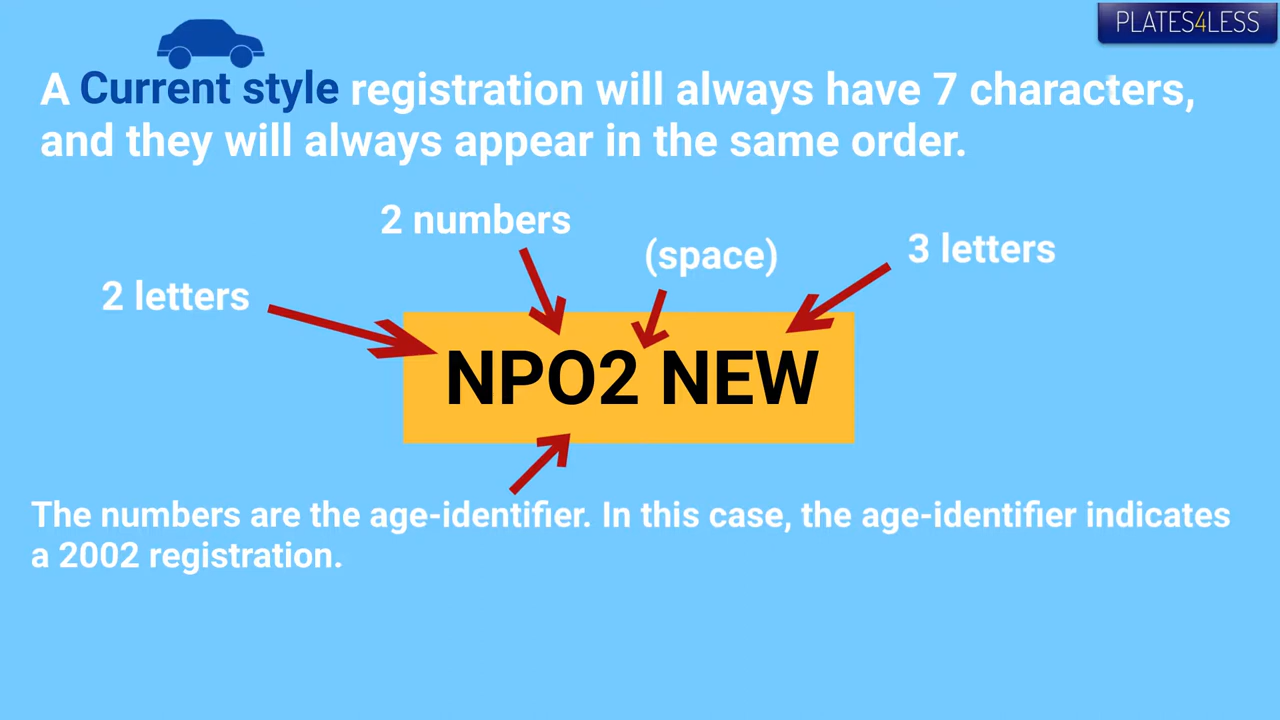 PLATES4LESS
A Current style registration will always have 7 characters,
and they will always appear in the same order.
2 numbers
(space)
3 letters
2 letters
NPO2 NEW
The numbers are the age-identifier. In this case, the age-identifier indicates
a 2002 registration.